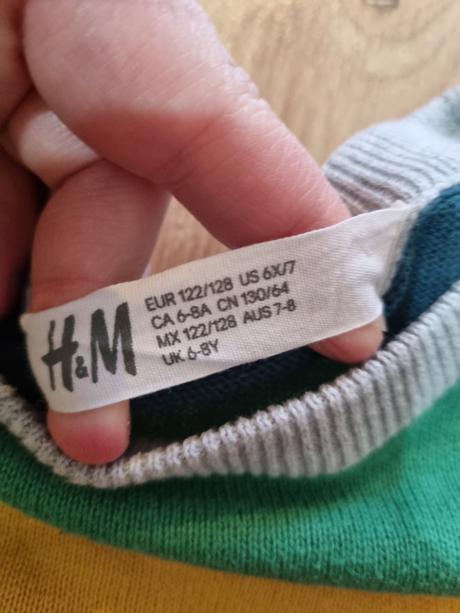 H&M
EUR 122/128 US 6X/7
CA 6-8A CN 130/64
MX 122/128 AUS 7-8
UK 6-8Y